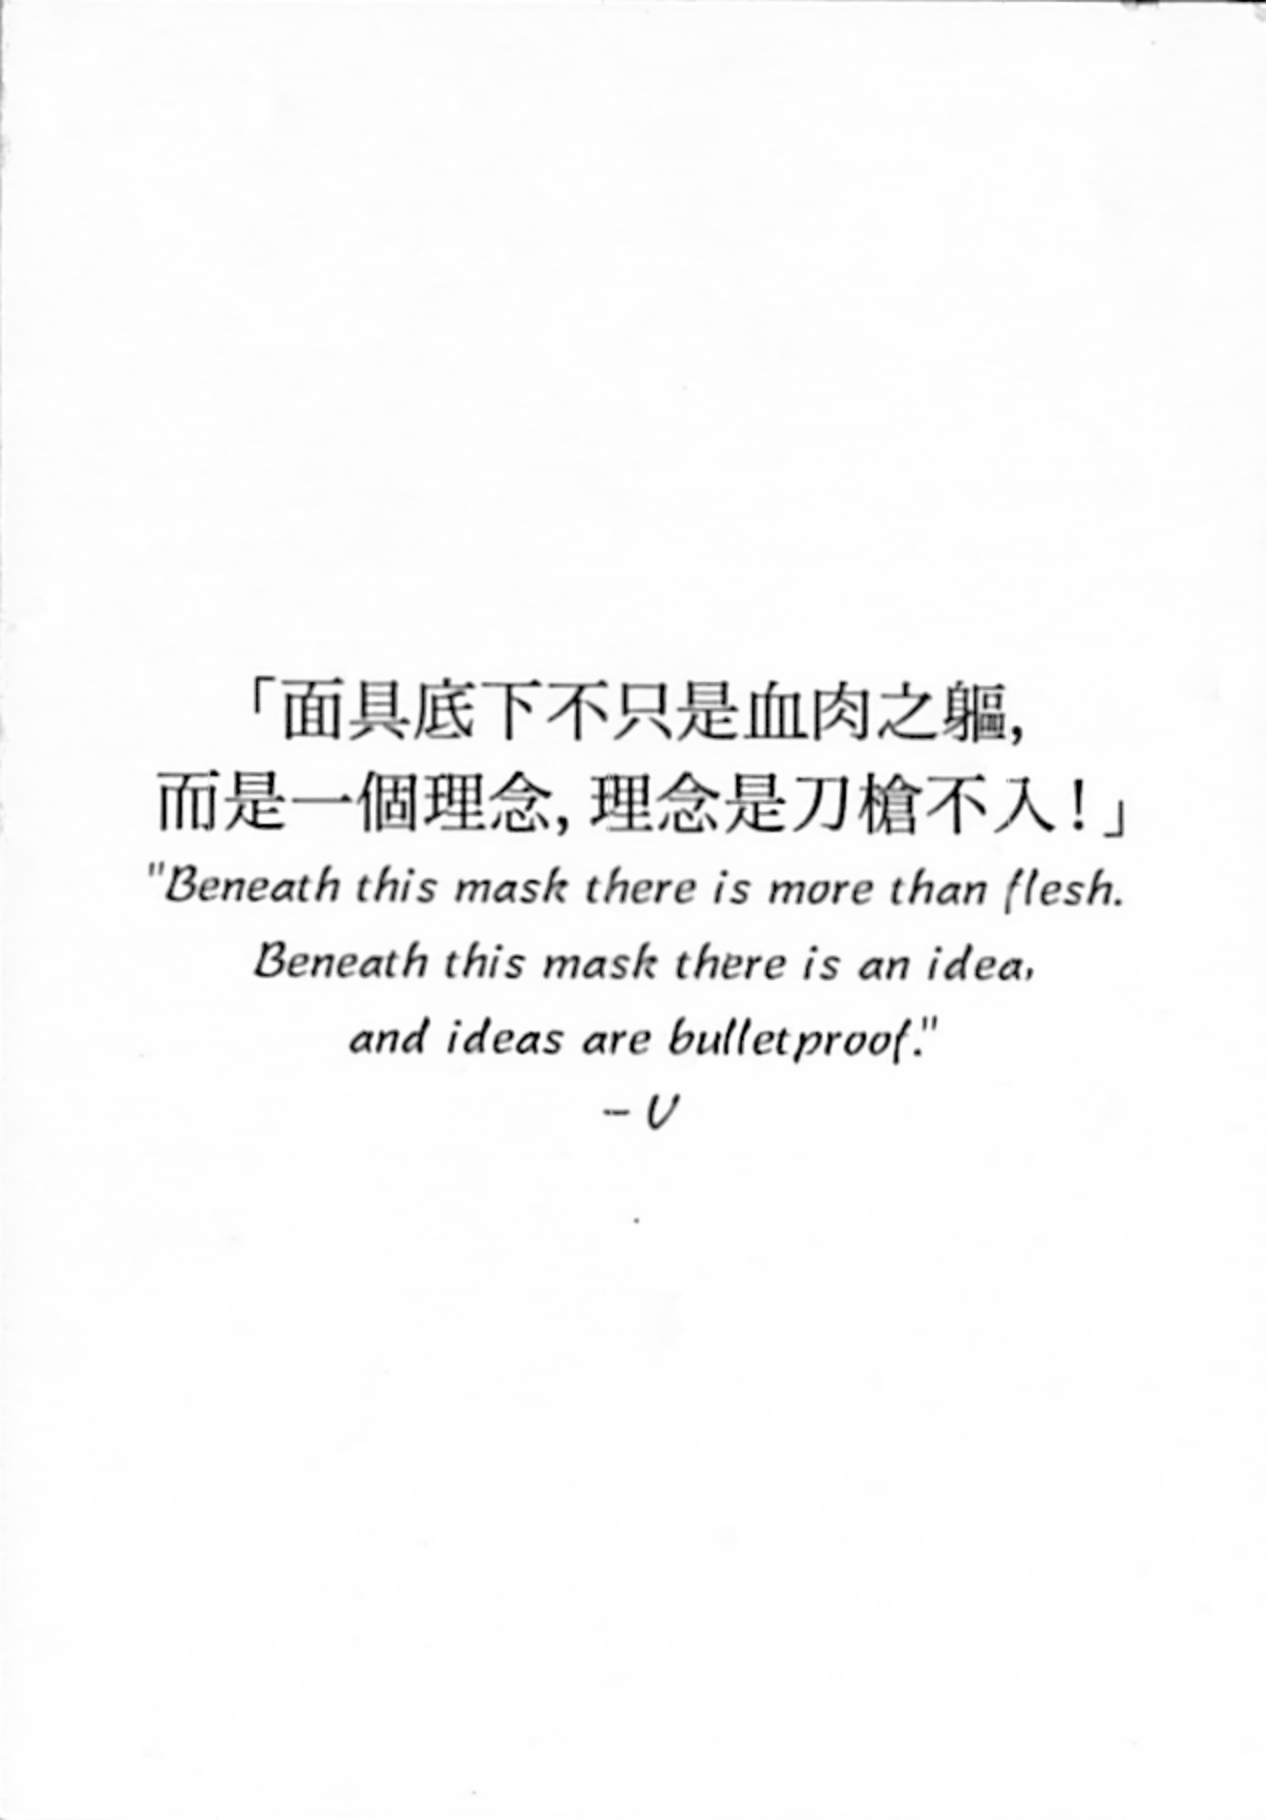 「面具底下不只是血肉之軀,
而是一個理念, 理念是刀槍不入!」
"Beneath this mask there is more than flesh.
Beneath this mask there is an idea,
and ideas are bulletproof."
- V